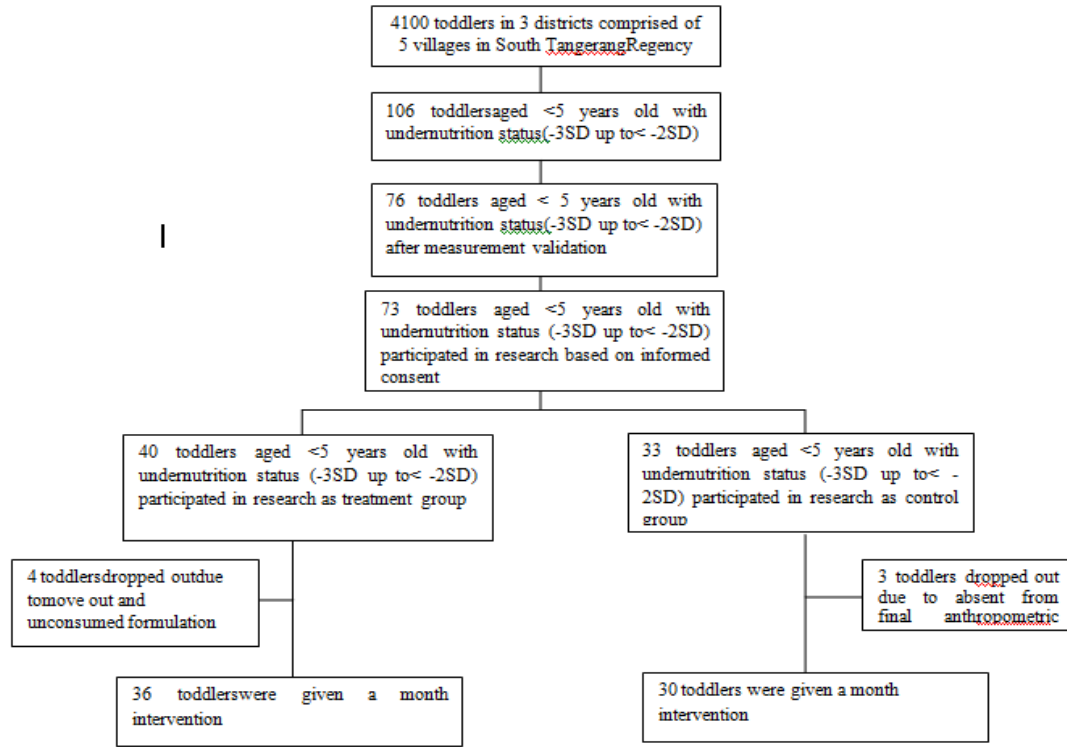 4100 toddlers in 3 districts comprised of
5 villages in South TangerangRegency
106 toddlersaged <5 years old with
undernutrition status(-3SD up to< -2SD)
76 toddlers aged < 5 years old with
undernutrition status(-3SD up to< -2SD)
after measurement validation
73 toddlers aged <5 years old with
undernutrition status (-3SD up to< -2SD)
participated in research based on informed
consent
40 toddlers aged <5 years old with
undernutrition status (-3SD up to< -2SD)
participated in research as treatment group
33 toddlers aged <5 years old with
undernutrition status (-3SD up to< -
2SD) participated in research as control
group
4 toddlersdropped outdue
tomove out and
unconsumed formulation
3 toddlers dropped out
due to absent from
final anthropometric
36 toddlerswere given a month
intervention
30 toddlers were given a month
intervention